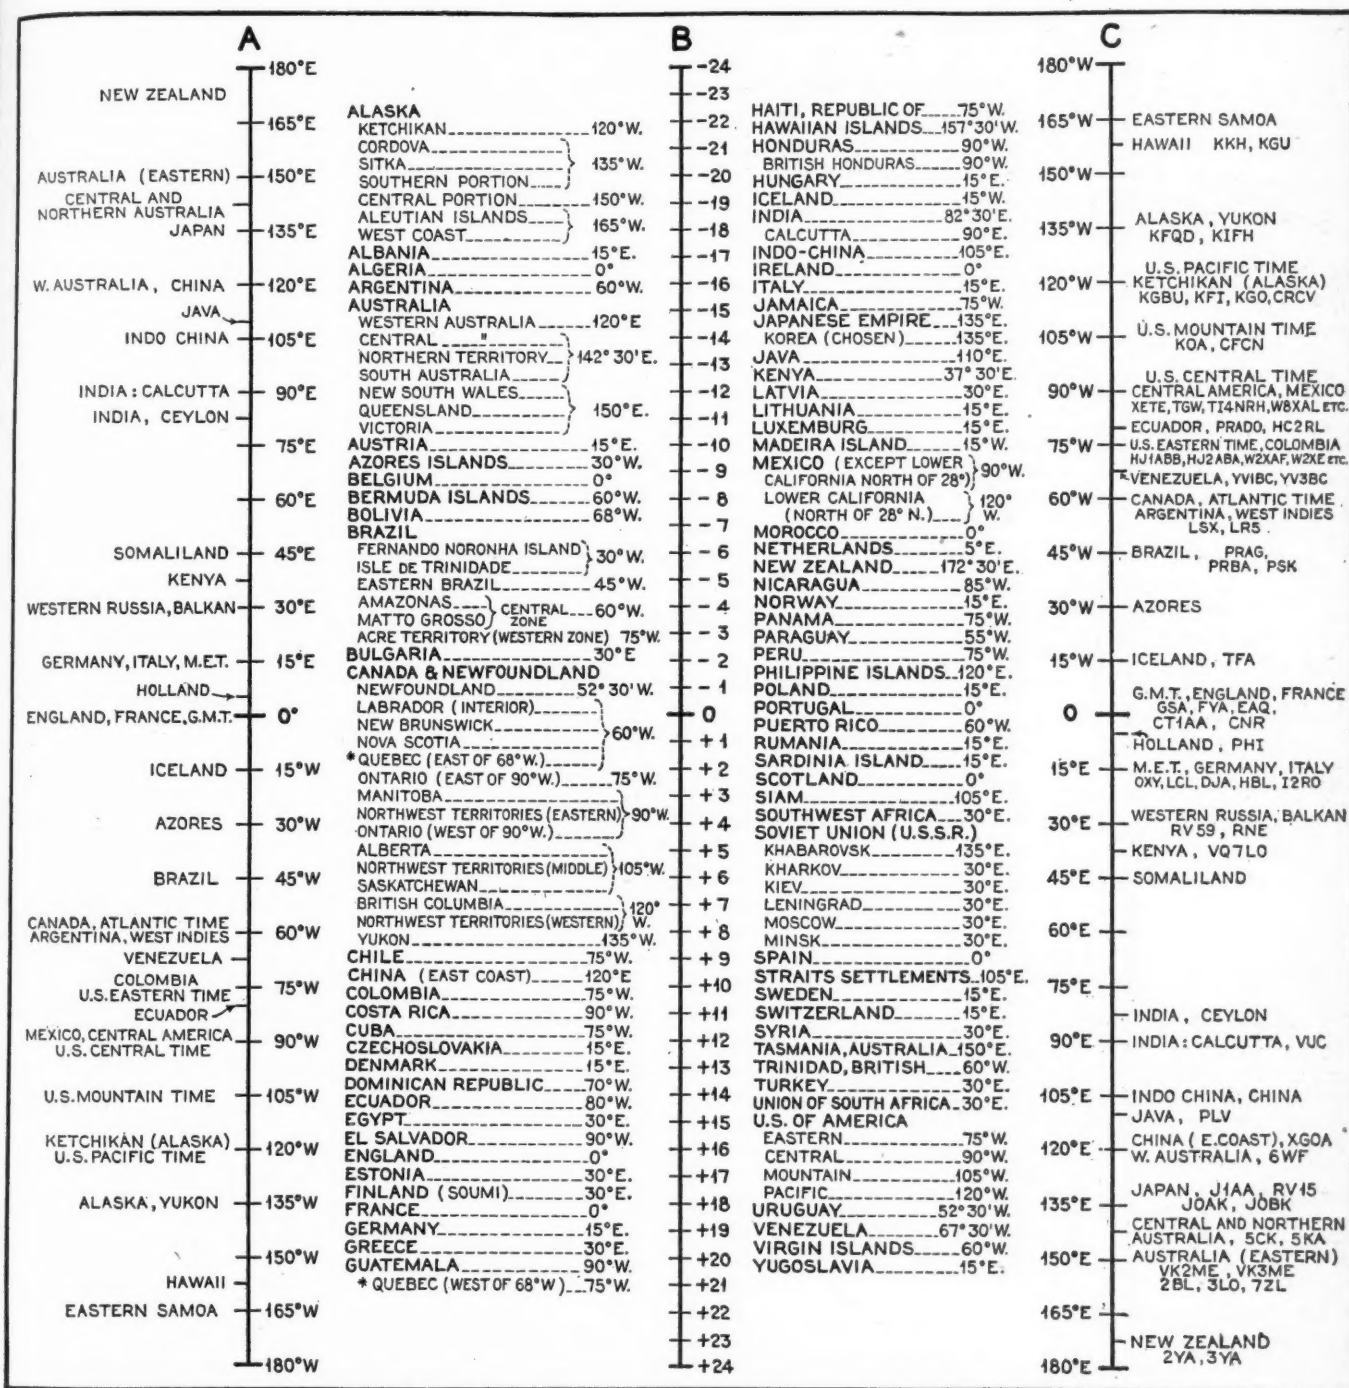 A
180°E
NEW ZEALAND
165°E
AUSTRALIA (EASTERN)
150°E
CENTRAL AND
NORTHERN AUSTRALIA
JAPAN
135°E
W. AUSTRALIA, CHINA
120°E
JAVA
INDO CHINA
105°E
INDIA: CALCUTTA
90°E
INDIA, CEYLON
75°E
60°E
SOMALILAND
45°E
KENYA
WESTERN RUSSIA, BALKAN
30°E
GERMANY, ITALY, M.E.T.
15°E
HOLLAND
ENGLAND, FRANCE, G.M.T.
0°
ICELAND
15°W
AZORES
30°W
BRAZIL
45°W
CANADA, ATLANTIC TIME
ARGENTINA, WEST INDIES
60°W
VENEZUELA
COLOMBIA
U.S. EASTERN TIME
75°W
ECUADOR
MEXICO, CENTRAL AMERICA
U.S. CENTRAL TIME
90°W
U.S. MOUNTAIN TIME
105°W
KETCHIKAN (ALASKA)
U.S. PACIFIC TIME
120°W
ALASKA, YUKON
135°W
150°W
HAWAII
EASTERN SAMOA
165°W
180°W
ALASKA
KETCHIKAN 120°W.
CORDOVA
SITKA 135°W.
SOUTHERN PORTION
CENTRAL PORTION 150°W.
ALEUTIAN ISLANDS
WEST COAST 165°W.
ALBANIA 15°E.
ALGERIA 0°
ARGENTINA 60°W.
AUSTRALIA
WESTERN AUSTRALIA 120°E
CENTRAL "
NORTHERN TERRITORY 142°30'E.
SOUTH AUSTRALIA
NEW SOUTH WALES
QUEENSLAND 150°E.
VICTORIA
AUSTRIA 15°E.
AZORES ISLANDS 30°W.
BELGIUM 0°
BERMUDA ISLANDS 60°W.
BOLIVIA 68°W.
BRAZIL
FERNANDO NORONHA ISLAND
ISLE DE TRINIDADE 30°W.
EASTERN BRAZIL 45°W.
AMAZONAS
MATTO GROSSO CENTRAL ZONE 60°W.
ACRE TERRITORY (WESTERN ZONE) 75°W.
BULGARIA 30°E
CANADA & NEWFOUNDLAND
NEWFOUNDLAND 52°30'W.
LABRADOR (INTERIOR)
NEW BRUNSWICK
NOVA SCOTIA 60°W.
* QUEBEC (EAST OF 68°W.)
ONTARIO (EAST OF 90°W.) 75°W.
MANITOBA
NORTHWEST TERRITORIES (EASTERN) 90°W.
ONTARIO (WEST OF 90°W.)
ALBERTA
NORTHWEST TERRITORIES (MIDDLE) 105°W.
SASKATCHEWAN
BRITISH COLUMBIA 120°
NORTHWEST TERRITORIES (WESTERN) W.
YUKON 135°W.
CHILE 75°W.
CHINA (EAST COAST) 120°E
COLOMBIA 75°W.
COSTA RICA 90°W.
CUBA 75°W.
CZECHOSLOVAKIA 15°E.
DENMARK 15°E.
DOMINICAN REPUBLIC 70°W.
ECUADOR 80°W.
EGYPT 30°E.
EL SALVADOR 90°W.
ENGLAND 0°
ESTONIA 30°E.
FINLAND (SOUMI) 30°E.
FRANCE 0°
GERMANY 15°E.
GREECE 30°E.
GUATEMALA 90°W.
* QUEBEC (WEST OF 68°W) 75°W.
B
-24
-23
-22
-21
-20
-19
-18
-17
-16
-15
-14
-13
-12
-11
-10
-9
-8
-7
-6
-5
-4
-3
-2
-1
0
+1
+2
+3
+4
+5
+6
+7
+8
+9
+10
+11
+12
+13
+14
+15
+16
+17
+18
+19
+20
+21
+22
+23
+24
HAITI, REPUBLIC OF 75°W.
HAWAIIAN ISLANDS 157°30'W.
HONDURAS 90°W.
BRITISH HONDURAS 90°W.
HUNGARY 15°E.
ICELAND 15°W.
INDIA 82°30'E.
CALCUTTA 90°E.
INDO-CHINA 105°E.
IRELAND 0°
ITALY 15°E.
JAMAICA 75°W.
JAPANESE EMPIRE 135°E.
KOREA (CHOSEN) 135°E.
JAVA 110°E.
KENYA 37°30'E.
LATVIA 30°E.
LITHUANIA 15°E.
LUXEMBURG 15°E.
MADEIRA ISLAND 15°W.
MEXICO (EXCEPT LOWER
CALIFORNIA NORTH OF 28°) 90°W.
LOWER CALIFORNIA 120°
(NORTH OF 28° N.) W.
MOROCCO 0°
NETHERLANDS 5°E.
NEW ZEALAND 172°30'E.
NICARAGUA 85°W.
NORWAY 15°E.
PANAMA 75°W.
PARAGUAY 55°W.
PERU 75°W.
PHILIPPINE ISLANDS 120°E.
POLAND 15°E.
PORTUGAL 0°
PUERTO RICO 60°W.
RUMANIA 15°E.
SARDINIA ISLAND 15°E.
SCOTLAND 0°
SIAM 105°E.
SOUTHWEST AFRICA 30°E.
SOVIET UNION (U.S.S.R.)
KHABAROVSK 135°E.
KHARKOV 30°E.
KIEV 30°E.
LENINGRAD 30°E.
MOSCOW 30°E.
MINSK 30°E.
SPAIN 0°
STRAITS SETTLEMENTS 105°E.
SWEDEN 15°E.
SWITZERLAND 15°E.
SYRIA 30°E.
TASMANIA, AUSTRALIA 150°E.
TRINIDAD, BRITISH 60°W.
TURKEY 30°E.
UNION OF SOUTH AFRICA 30°E.
U.S. OF AMERICA
EASTERN 75°W.
CENTRAL 90°W.
MOUNTAIN 105°W.
PACIFIC 120°W.
URUGUAY 52°30'W.
VENEZUELA 67°30'W.
VIRGIN ISLANDS 60°W.
YUGOSLAVIA 15°E.
C
180°W
165°W EASTERN SAMOA
HAWAII KKH, KGU
150°W
ALASKA, YUKON
135°W
KFQD, KIFH
U.S. PACIFIC TIME
120°W KETCHIKAN (ALASKA)
KGBU, KFI, KGO, CRCV
105°W U.S. MOUNTAIN TIME
KOA, CFCN
U.S. CENTRAL TIME
90°W CENTRAL AMERICA, MEXICO
XETE, TGW, TI4NRH, W8XAL ETC.
ECUADOR, PRADO, HC2RL
75°W U.S. EASTERN TIME, COLOMBIA
HJ1ABB, HJ2ABA, W2XAF, W2XE ETC.
VENEZUELA, YV1BC, YV3BC
60°W CANADA, ATLANTIC TIME
ARGENTINA, WEST INDIES
LSX, LR5
45°W BRAZIL, PRAG,
PRBA, PSK
30°W AZORES
15°W ICELAND, TFA
G.M.T., ENGLAND, FRANCE
0 GSA, FYA, EAQ,
CT1AA, CNR
HOLLAND, PHI
15°E M.E.T., GERMANY, ITALY
OXY, LCL, DJA, HBL, I2RO
30°E WESTERN RUSSIA, BALKAN
RV59, RNE
KENYA, VQ7LO
45°E SOMALILAND
60°E
75°E
INDIA, CEYLON
90°E INDIA: CALCUTTA, VUC
105°E INDO CHINA, CHINA
JAVA, PLV
120°E CHINA (E.COAST), XGOA
W. AUSTRALIA, 6WF
135°E JAPAN, J1AA, RV15
JOAK, JOBK
CENTRAL AND NORTHERN
AUSTRALIA, 5CK, 5KA
150°E AUSTRALIA (EASTERN)
VK2ME, VK3ME
2BL, 3LO, 7ZL
165°E
NEW ZEALAND
2YA, 3YA
180°E